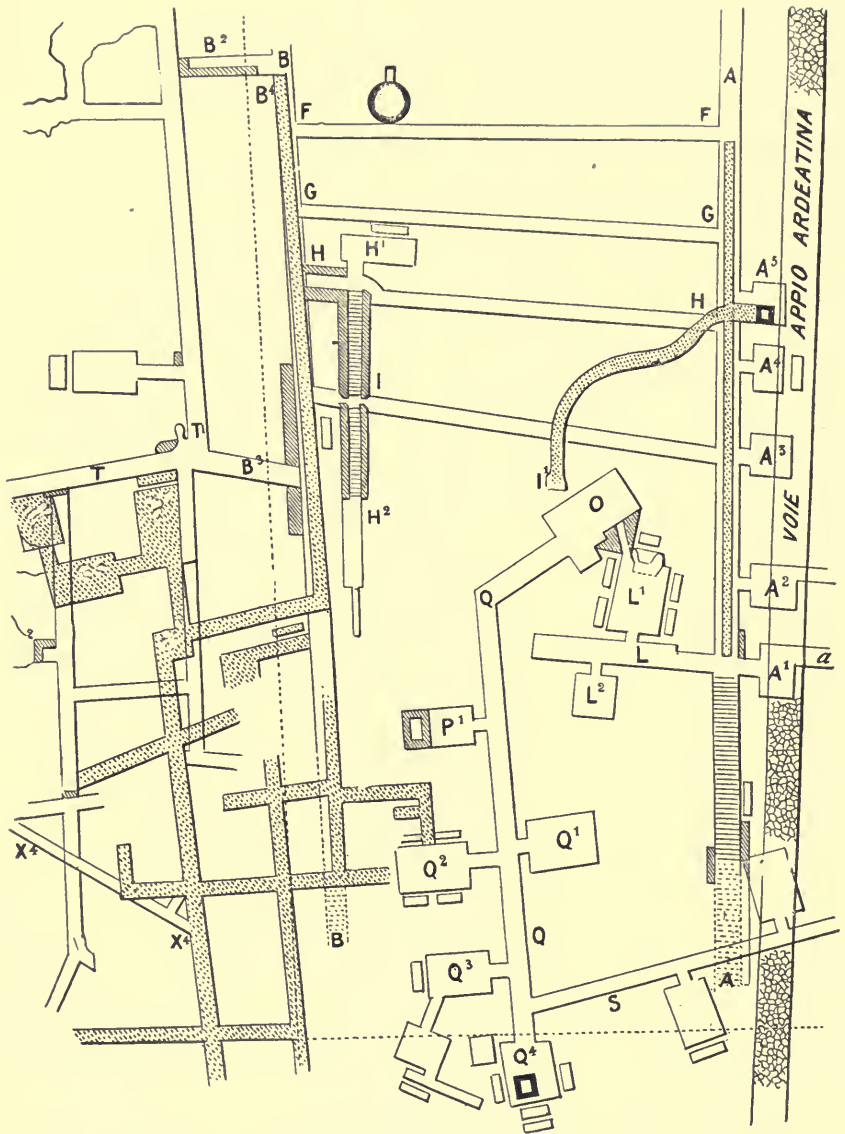 B²
B
B⁴
A
F
F
G
G
H
H¹
A⁵
H
A⁴
I
VOIE APPIO ARDEATINA
T
B³
A³
I¹
O
H²
A²
Q
L¹
2
L
A¹
a
L²
P¹
Q¹
Q²
X⁴
X⁴
B
Q
Q³
A
S
Q⁴